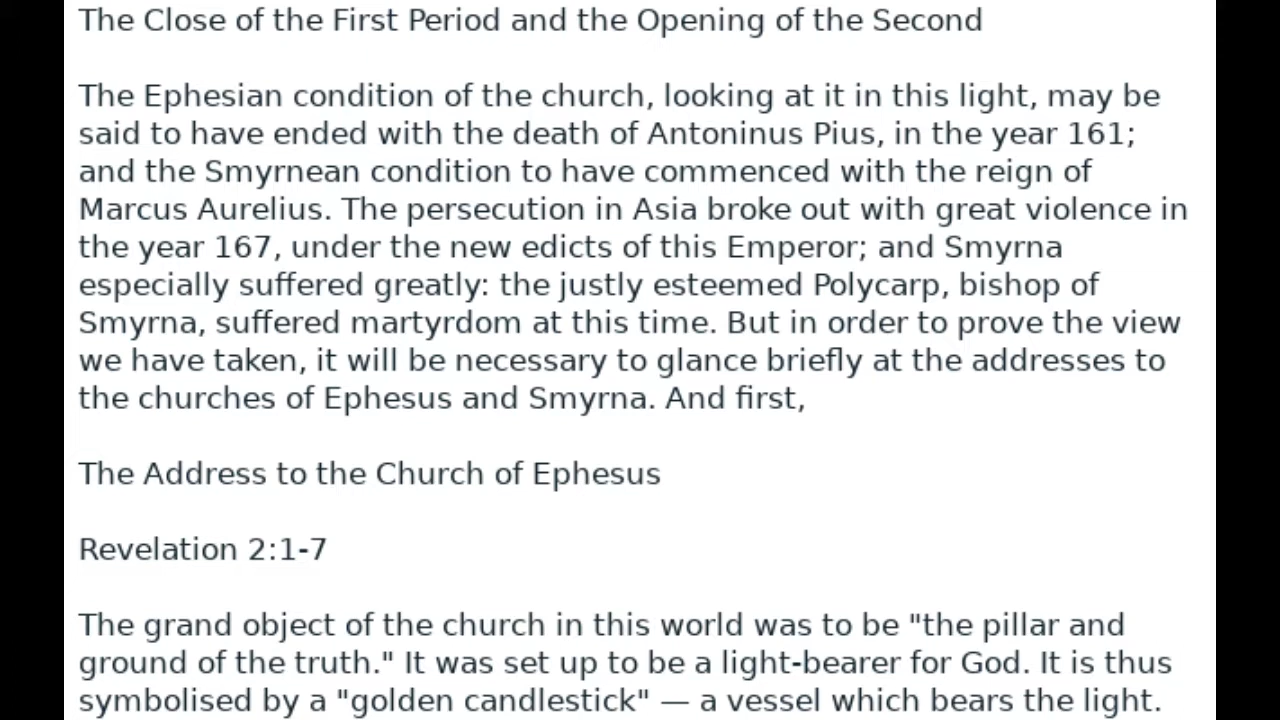 The Close of the First Period and the Opening of the Second
The Ephesian condition of the church, looking at it in this light, may be
said to have ended with the death of Antoninus Pius, in the year 161;
and the Smyrnean condition to have commenced with the reign of
Marcus Aurelius. The persecution in Asia broke out with great violence in
the year 167, under the new edicts of this Emperor; and Smyrna
especially suffered greatly: the justly esteemed Polycarp, bishop of
Smyrna, suffered martyrdom at this time. But in order to prove the view
we have taken, it will be necessary to glance briefly at the addresses to
the churches of Ephesus and Smyrna. And first,
The Address to the Church of Ephesus
Revelation 2:1-7
The grand object of the church in this world was to be "the pillar and
ground of the truth." It was set up to be a light-bearer for God. It is thus
symbolised by a "golden candlestick" — a vessel which bears the light.